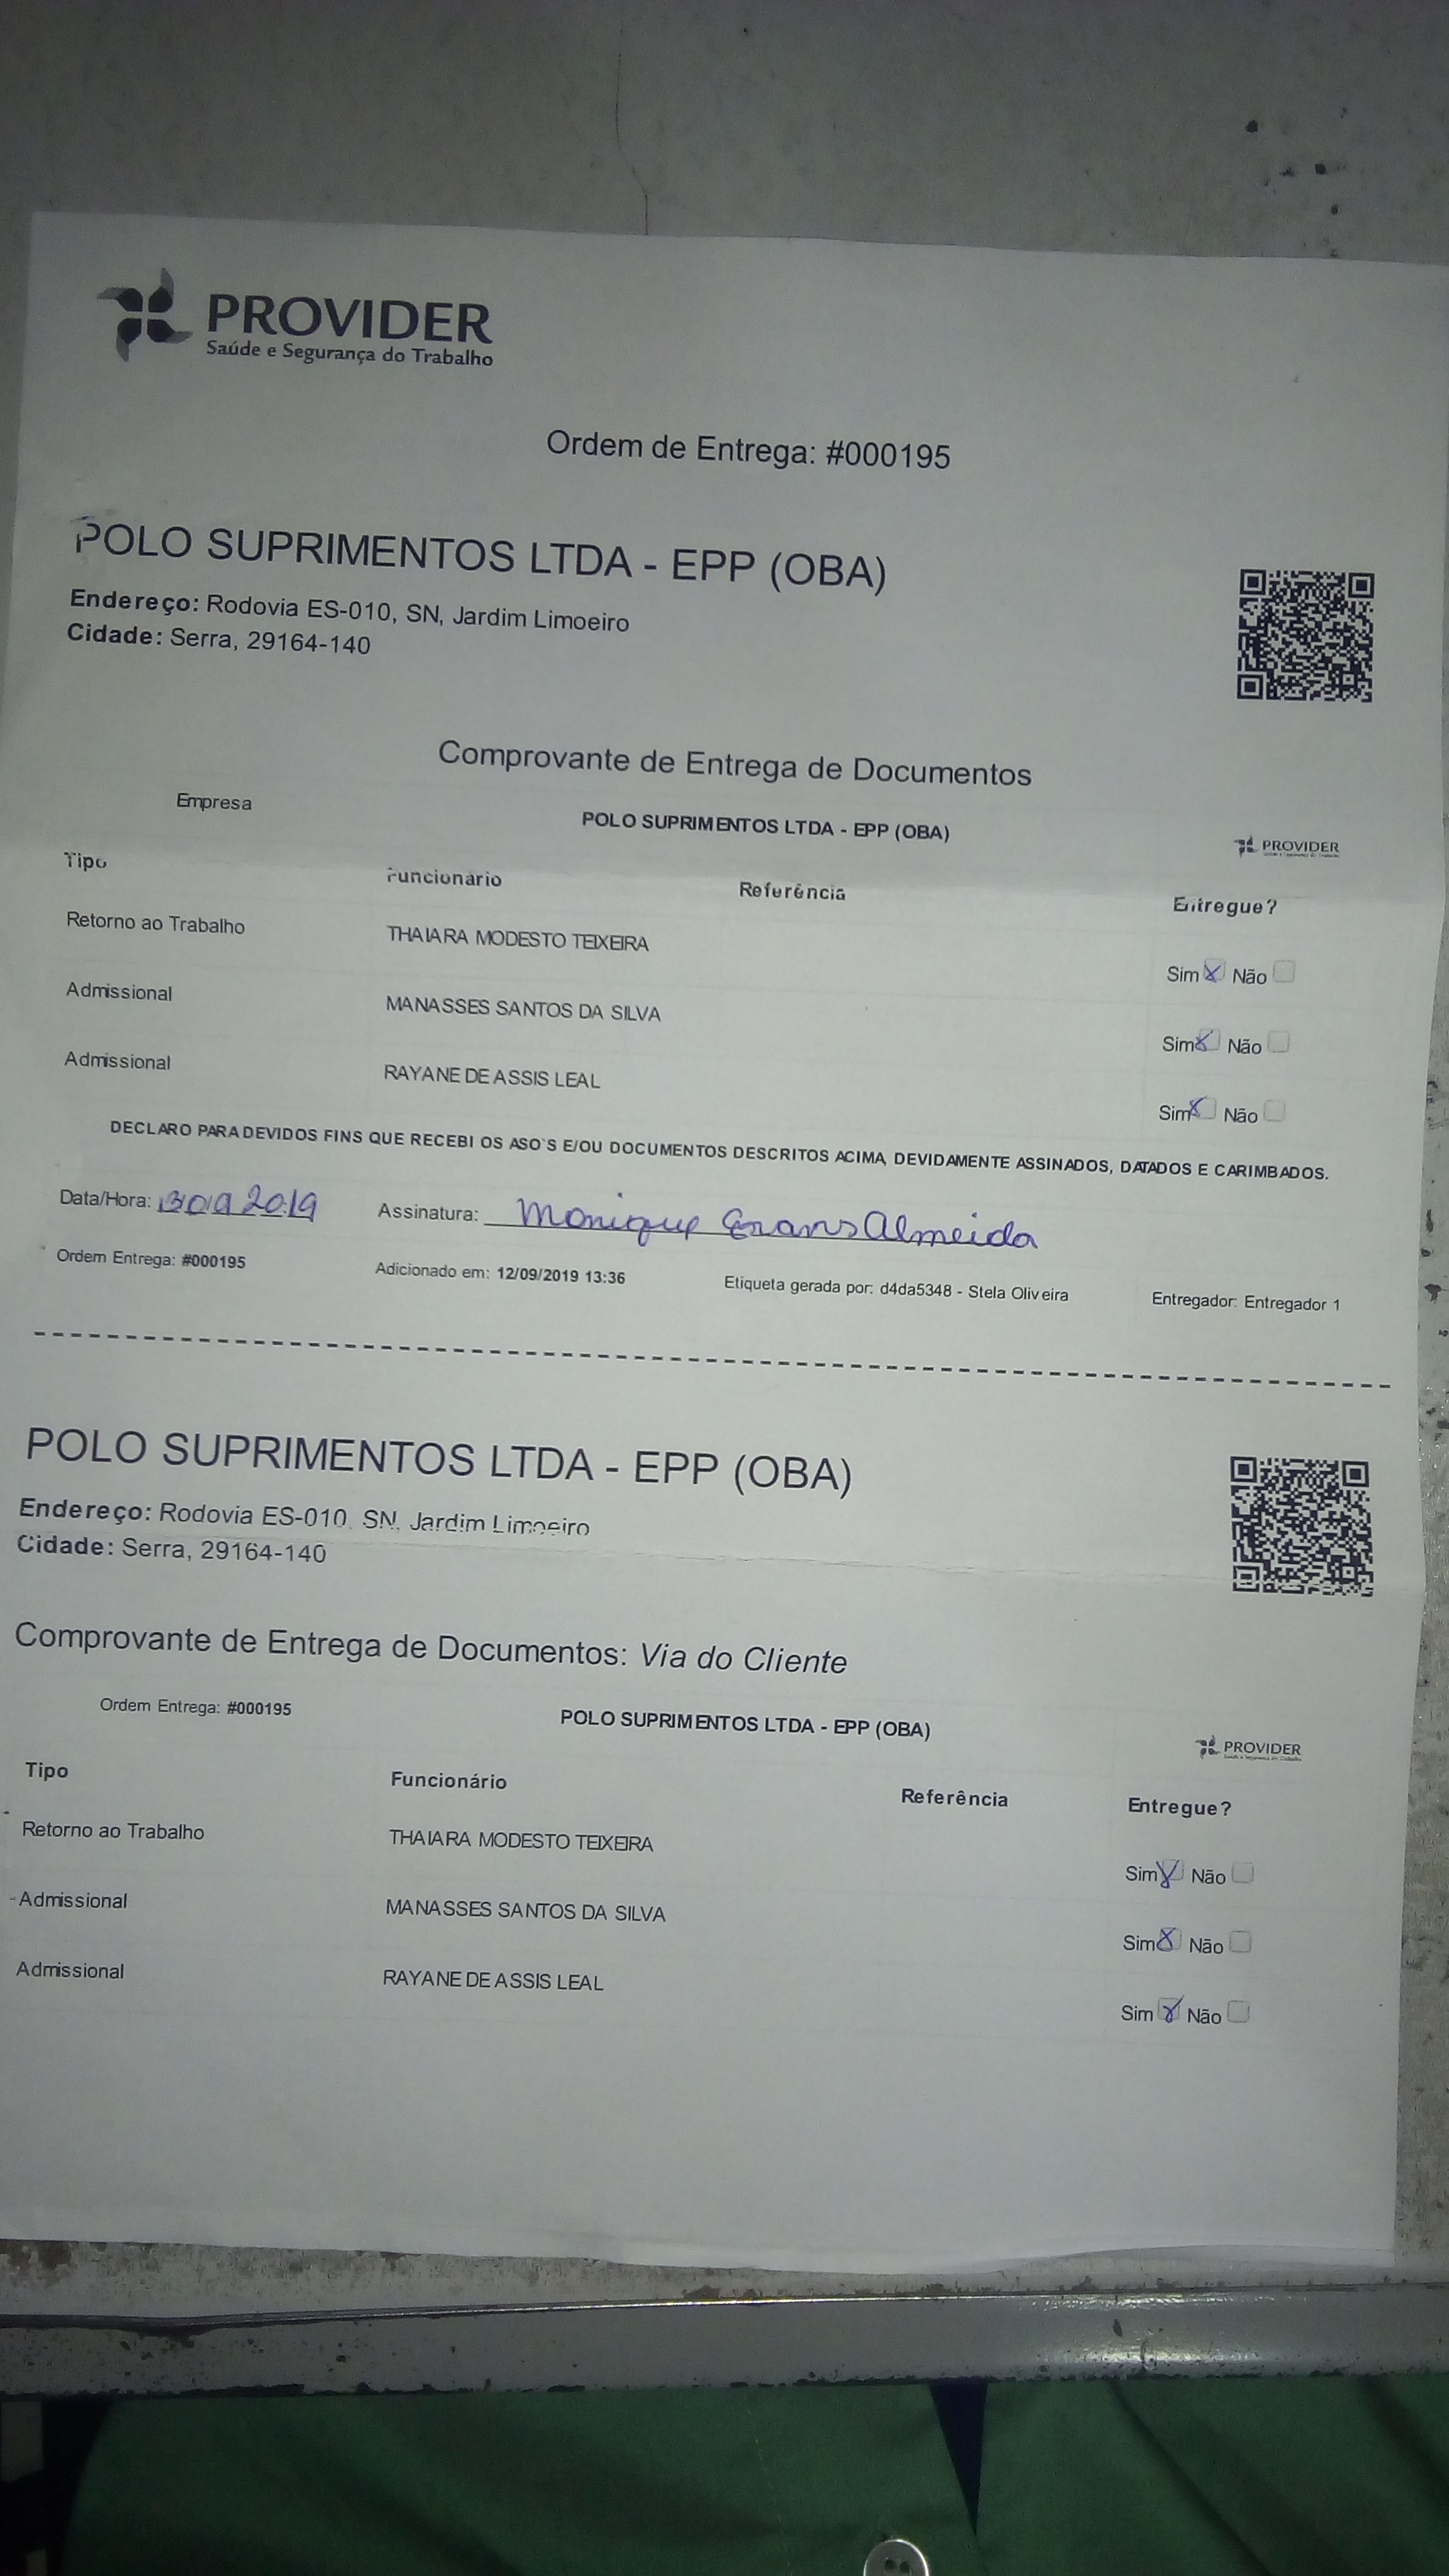 PROVIDER
Saúde e Segurança do Trabalho
Ordem de Entrega: #000195
POLO SUPRIMENTOS LTDA - EPP (OBA)
Endereço: Rodovia ES-010, SN, Jardim Limoeiro
Cidade: Serra, 29164-140
Comprovante de Entrega de Documentos
Empresa POLO SUPRIMENTOS LTDA - EPP (OBA) PROVIDER
Tipo Funcionário Referência Entregue?
Retorno ao Trabalho THAIARA MODESTO TEIXEIRA Sim Não
Admissional MANASSES SANTOS DA SILVA Sim Não
Admissional RAYANE DE ASSIS LEAL Sim Não
DECLARO PARA DEVIDOS FINS QUE RECEBI OS ASO`S E/OU DOCUMENTOS DESCRITOS ACIMA, DEVIDAMENTE ASSINADOS, DATADOS E CARIMBADOS.
Data/Hora: Assinatura: Monique Almeida
Ordem Entrega: #000195 Adicionado em: 12/09/2019 13:36 Etiqueta gerada por: d4da5348 - Stela Oliveira Entregador: Entregador 1
POLO SUPRIMENTOS LTDA - EPP (OBA)
Endereço: Rodovia ES-010, SN, Jardim Limoeiro
Cidade: Serra, 29164-140
Comprovante de Entrega de Documentos: Via do Cliente
Ordem Entrega: #000195 POLO SUPRIMENTOS LTDA - EPP (OBA) PROVIDER
Tipo Funcionário Referência Entregue?
Retorno ao Trabalho THAIARA MODESTO TEIXEIRA Sim Não
Admissional MANASSES SANTOS DA SILVA Sim Não
Admissional RAYANE DE ASSIS LEAL Sim Não